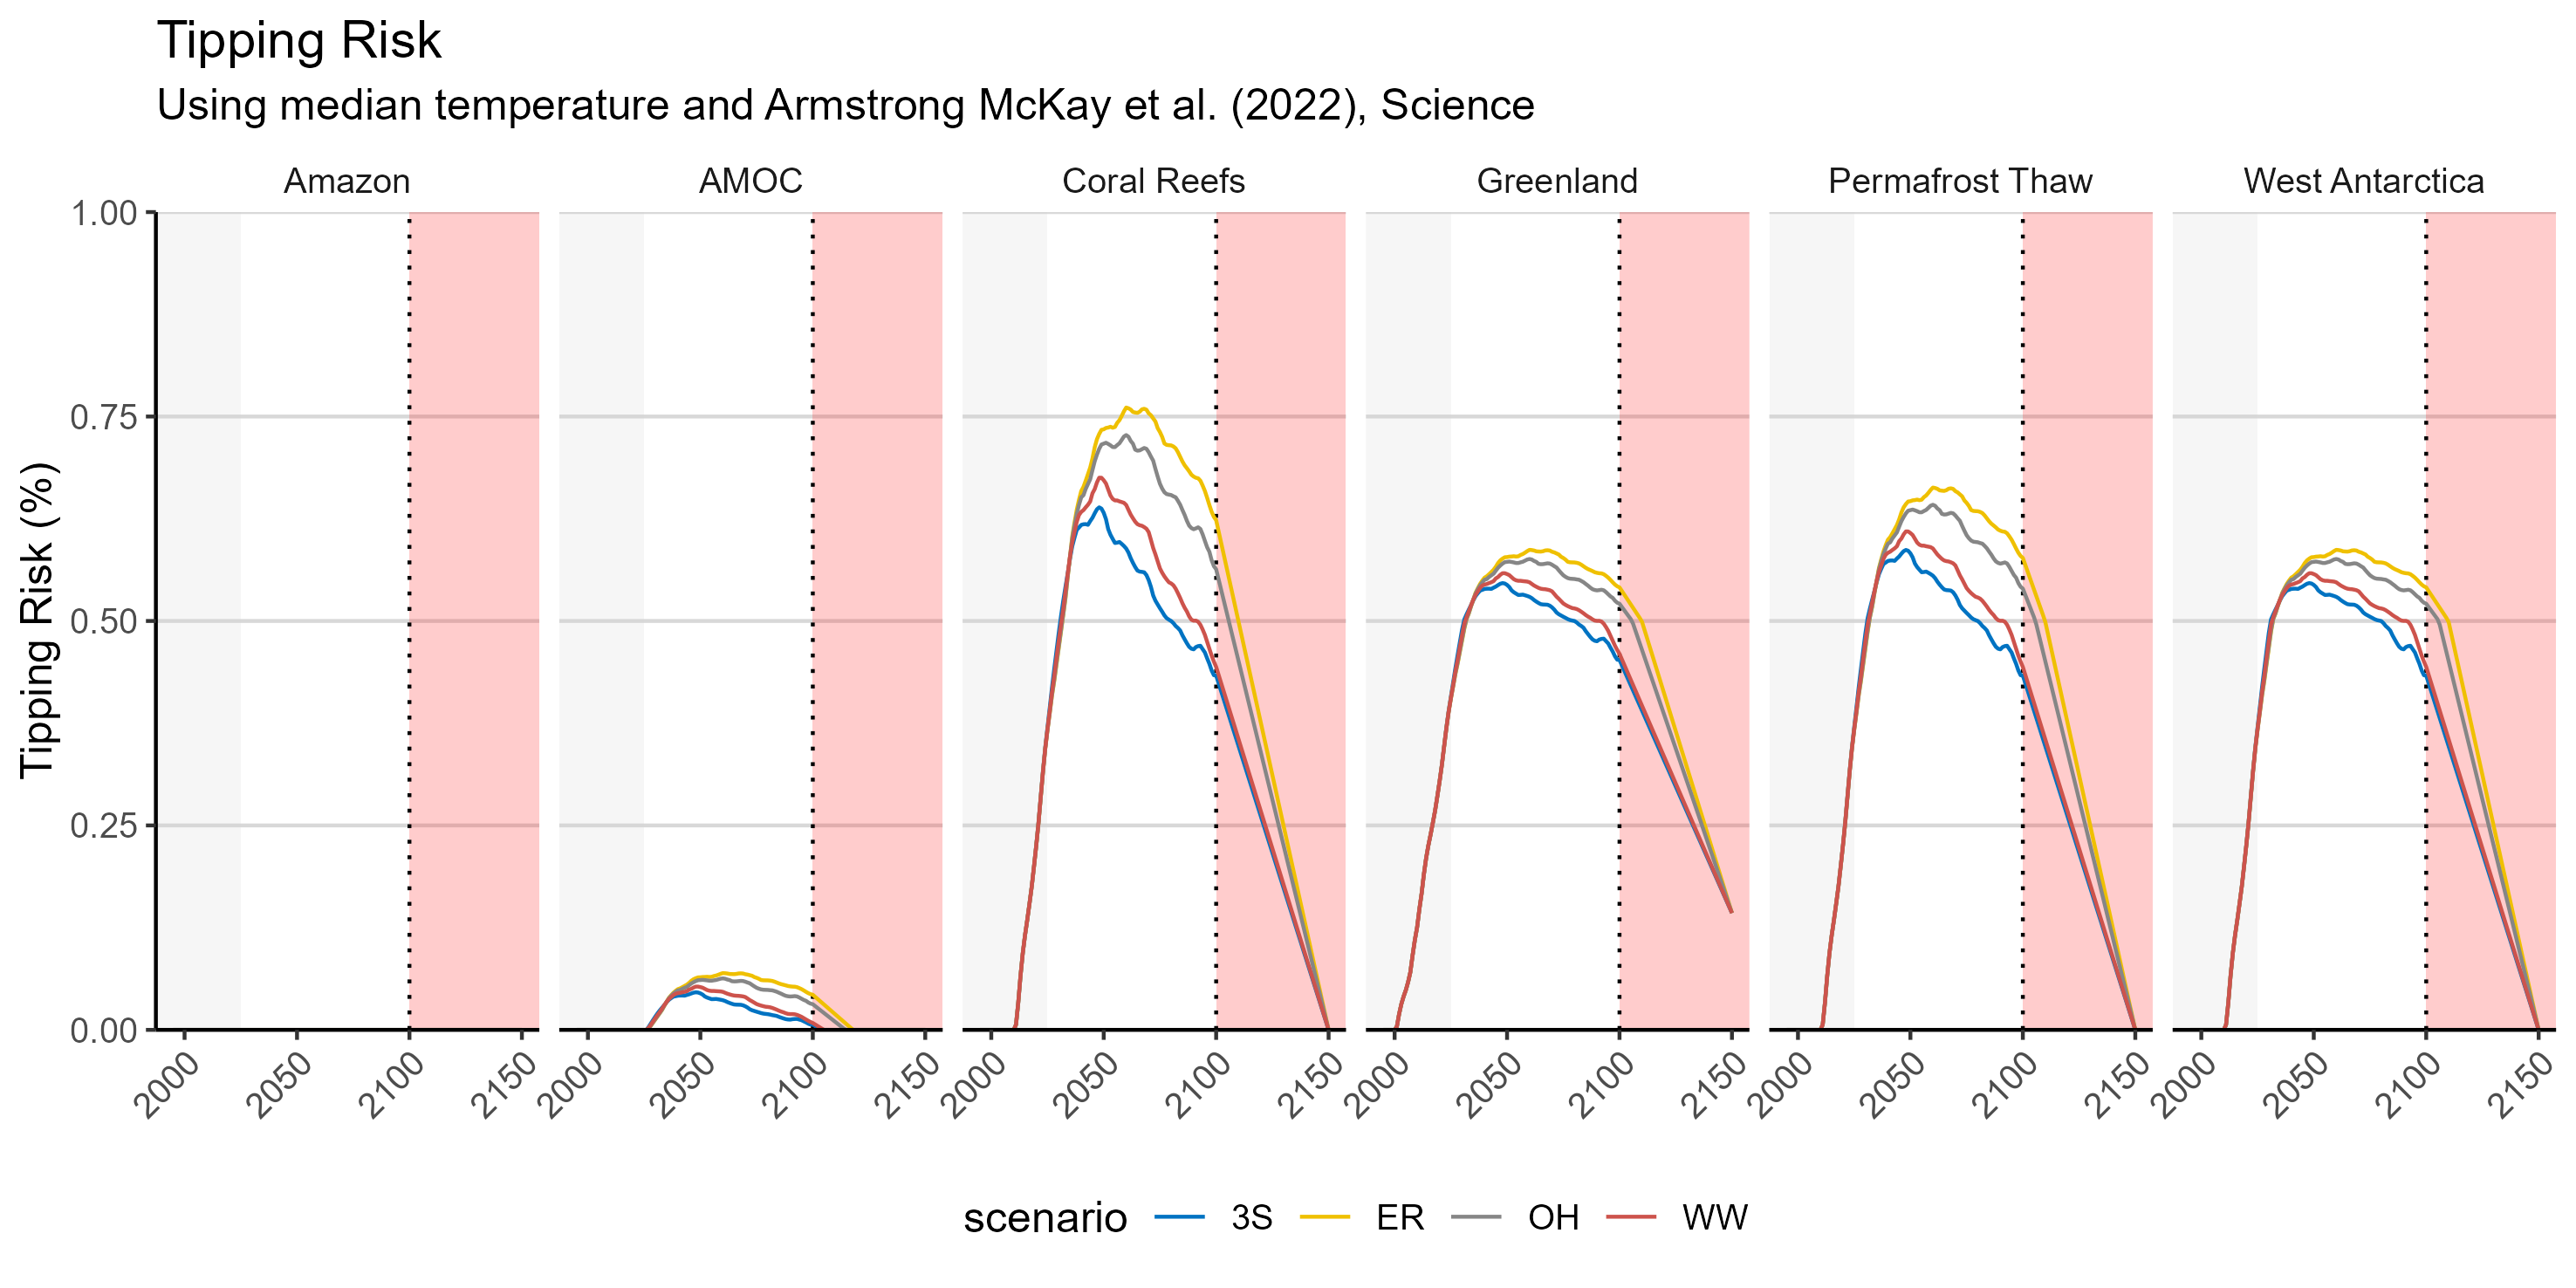 Tipping Risk
Using median temperature and Armstrong McKay et al. (2022), Science
Amazon AMOC Coral Reefs Greenland Permafrost Thaw West Antarctica
Tipping Risk (%)
1.00
0.75
0.50
0.25
0.00
2000 2050 2100 2150 2000 2050 2100 2150 2000 2050 2100 2150 2000 2050 2100 2150 2000 2050 2100 2150 2000 2050 2100 2150
scenario 3S ER OH WW